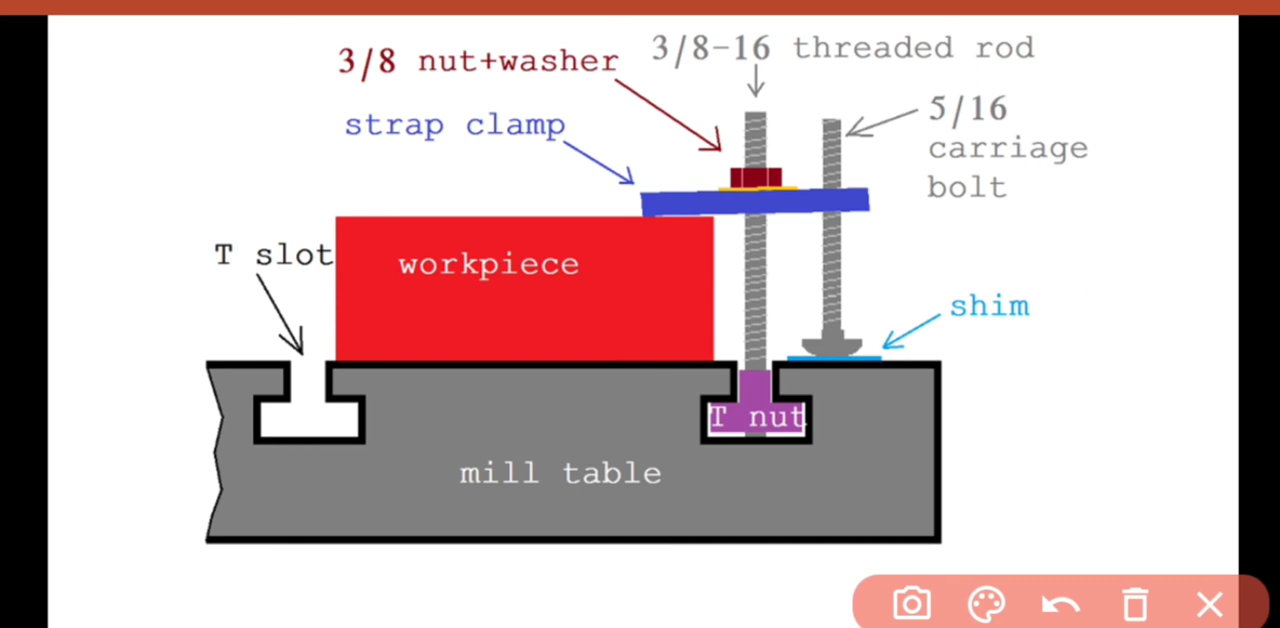 3/8 nut+washer
3/8-16 threaded rod
strap clamp
5/16
carriage
bolt
T slot
workpiece
shim
T nut
mill table